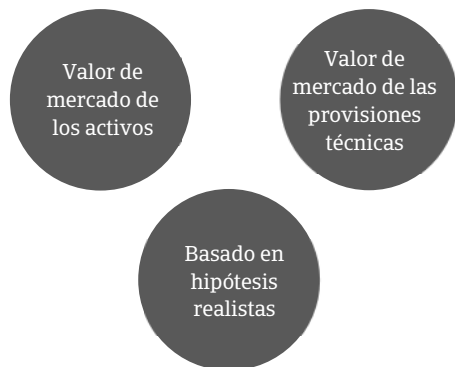 Valor de
mercado de
los activos
Valor de
mercado de las
provisiones
técnicas
Basado en
hipótesis
realistas